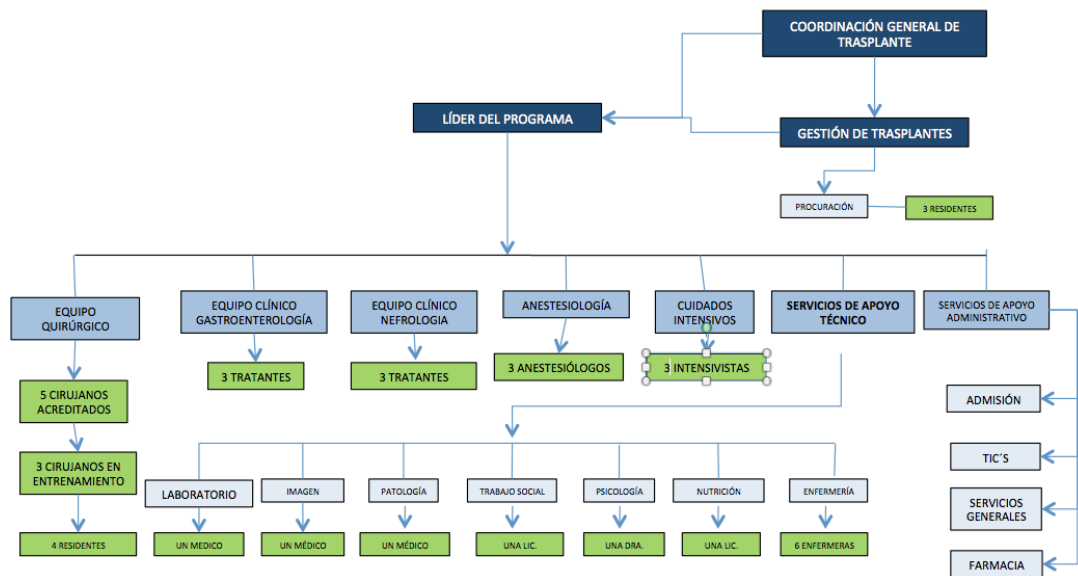 COORDINACIÓN GENERAL DE
TRASPLANTE
LÍDER DEL PROGRAMA
GESTIÓN DE TRASPLANTES
PROCURACIÓN
3 RESIDENTES
EQUIPO
QUIRÚRGICO
EQUIPO CLÍNICO
GASTROENTEROLOGÍA
EQUIPO CLÍNICO
NEFROLOGIA
ANESTESIOLOGÍA
CUIDADOS
INTENSIVOS
SERVICIOS DE APOYO
TÉCNICO
SERVICIOS DE APOYO
ADMINISTRATIVO
3 TRATANTES
3 TRATANTES
3 ANESTESIÓLOGOS
3 INTENSIVISTAS
5 CIRUJANOS
ACREDITADOS
ADMISIÓN
3 CIRUJANOS EN
ENTRENAMIENTO
TIC´S
LABORATORIO
IMAGEN
PATOLOGÍA
TRABAJO SOCIAL
PSICOLOGÍA
NUTRICIÓN
ENFERMERÍA
SERVICIOS
GENERALES
4 RESIDENTES
UN MEDICO
UN MÉDICO
UN MÉDICO
UNA LIC.
UNA DRA.
UNA LIC.
6 ENFERMERAS
FARMACIA